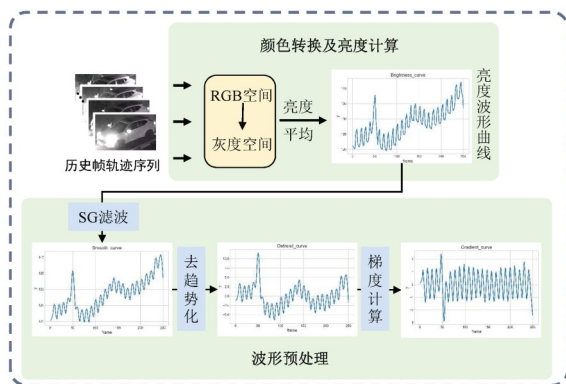 颜色转换及亮度计算
Brightness_curve
RGB空间
灰度空间
亮度
平均
亮度波形曲线
历史帧轨迹序列
frame
SG滤波
Smooth_curve
去趋势化
Detrend_curve
梯度计算
Gradient_curve
frame
frame
frame
波形预处理